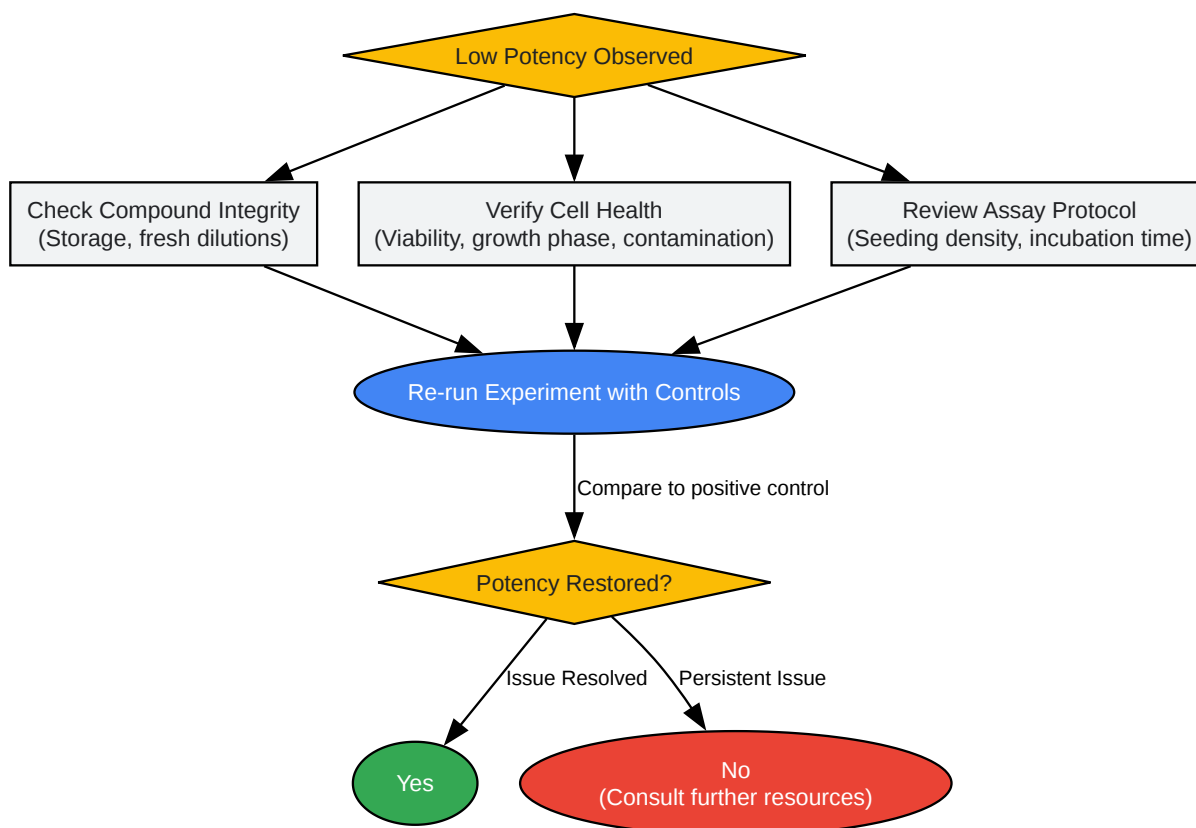 Low Potency Observed
Check Compound Integrity
(Storage, fresh dilutions)
Verify Cell Health
(Viability, growth phase, contamination)
Review Assay Protocol
(Seeding density, incubation time)
Re-run Experiment with Controls
Compare to positive control
Potency Restored?
Issue Resolved
Persistent Issue
Yes
No
(Consult further resources)